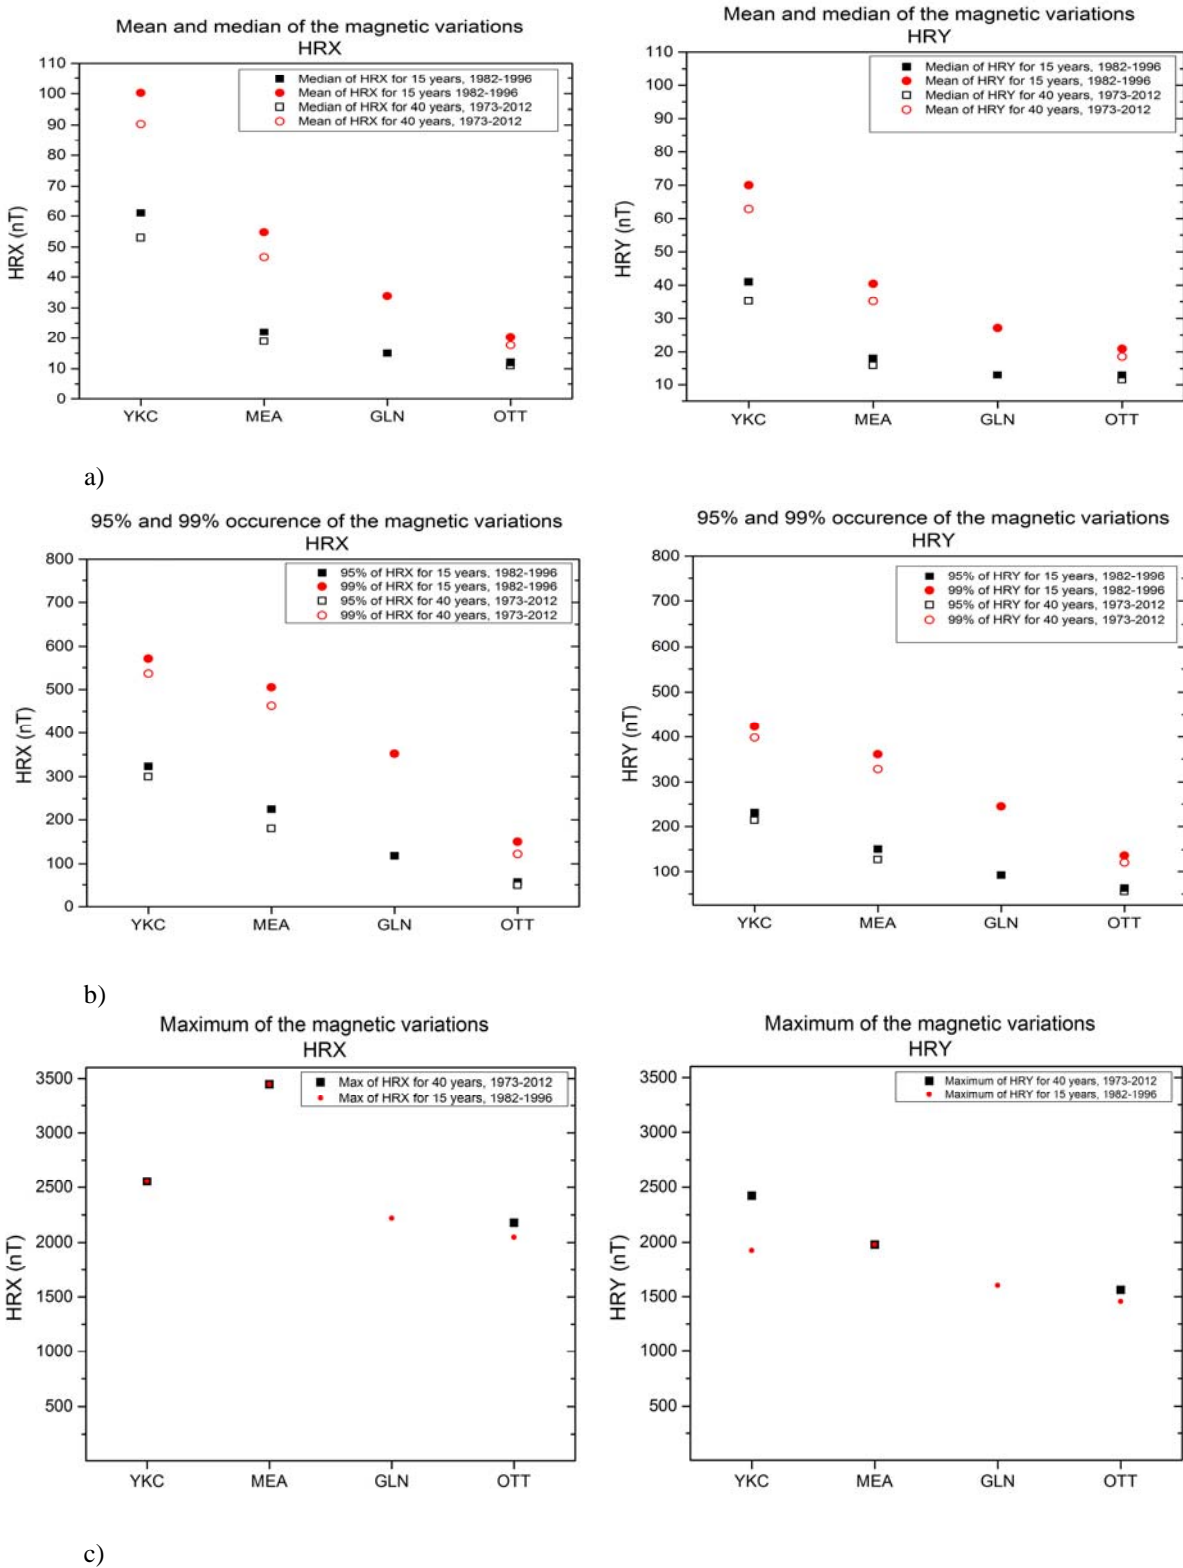 Mean and median of the magnetic variations
HRX
110
100
90
80
70
60
50
40
30
20
10
0
HRX (nT)
Median of HRX for 15 years, 1982-1996
Mean of HRX for 15 years 1982-1996
Median of HRX for 40 years, 1973-2012
Mean of HRX for 40 years, 1973-2012
YKC MEA GLN OTT
Mean and median of the magnetic variations
HRY
110
100
90
80
70
60
50
40
30
20
10
HRY (nT)
Median of HRY for 15 years, 1982-1996
Mean of HRY for 15 years, 1982-1996
Median of HRY for 40 years, 1973-2012
Mean of HRY for 40 years, 1973-2012
YKC MEA GLN OTT
a)
95% and 99% occurence of the magnetic variations
HRX
800
700
600
500
400
300
200
100
0
HRX (nT)
95% of HRX for 15 years, 1982-1996
99% of HRX for 15 years, 1982-1996
95% of HRX for 40 years, 1973-2012
99% of HRX for 40 years, 1973-2012
YKC MEA GLN OTT
95% and 99% occurence of the magnetic variations
HRY
800
700
600
500
400
300
200
100
HRY (nT)
95% of HRY for 15 years, 1982-1996
99% of HRY for 15 years, 1982-1996
95% of HRY for 40 years, 1973-2012
99% of HRY for 40 years, 1973-2012
YKC MEA GLN OTT
b)
Maximum of the magnetic variations
HRX
3500
3000
2500
2000
1500
1000
500
HRX (nT)
Max of HRX for 40 years, 1973-2012
Max of HRX for 15 years, 1982-1996
YKC MEA GLN OTT
Maximum of the magnetic variations
HRY
3500
3000
2500
2000
1500
1000
500
HRY (nT)
Maximum of HRY for 40 years, 1973-2012
Maximum of HRY for 15 years, 1982-1996
YKC MEA GLN OTT
c)